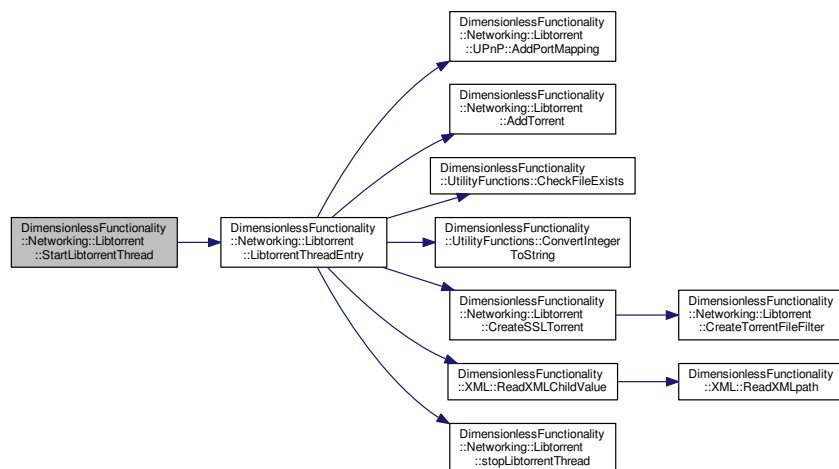 DimensionlessFunctionality
::Networking::Libtorrent
::StartLibtorrentThread
DimensionlessFunctionality
::Networking::Libtorrent
::LibtorrentThreadEntry
DimensionlessFunctionality
::Networking::Libtorrent
::UPnP::AddPortMapping
DimensionlessFunctionality
::Networking::Libtorrent
::AddTorrent
DimensionlessFunctionality
::UtilityFunctions::CheckFileExists
DimensionlessFunctionality
::UtilityFunctions::ConvertInteger
ToString
DimensionlessFunctionality
::Networking::Libtorrent
::CreateSSLTorrent
DimensionlessFunctionality
::Networking::Libtorrent
::CreateTorrentFileFilter
DimensionlessFunctionality
::XML::ReadXMLChildValue
DimensionlessFunctionality
::XML::ReadXMLpath
DimensionlessFunctionality
::Networking::Libtorrent
::stopLibtorrentThread